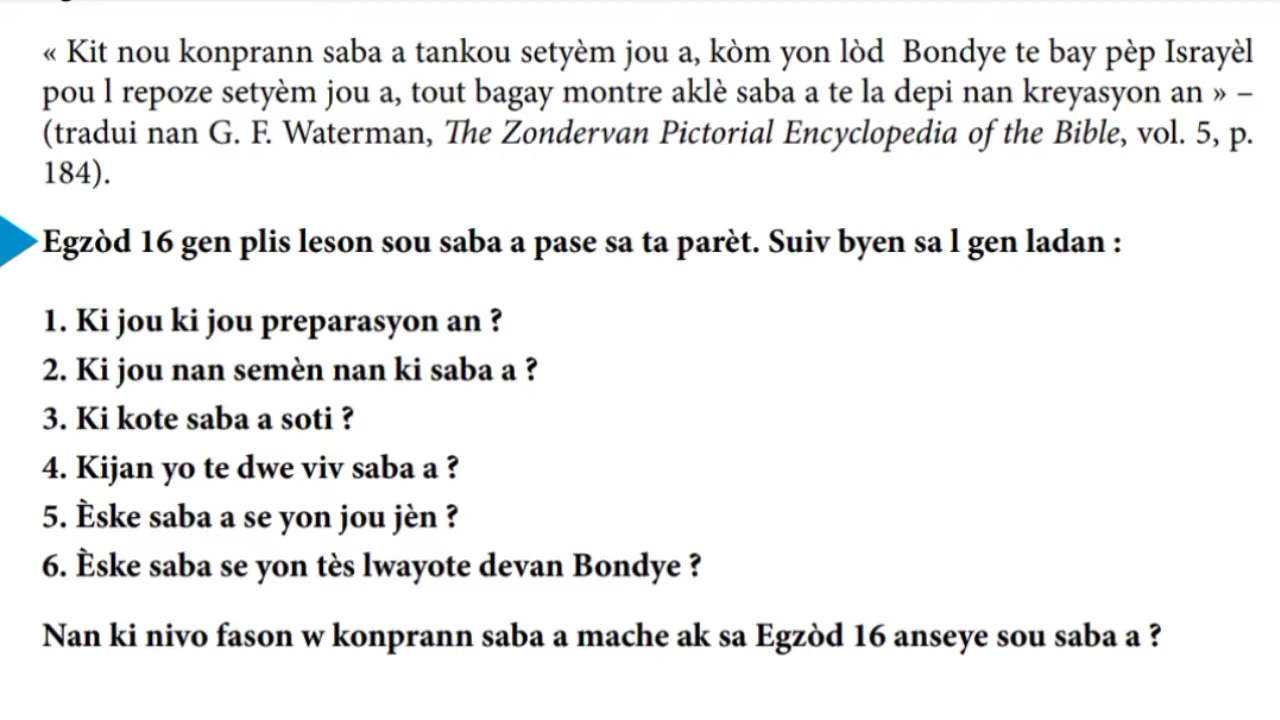 « Kit nou konprann saba a tankou setyèm jou a, kòm yon lòd Bondye te bay pèp Israyèl
pou l repoze setyèm jou a, tout bagay montre aklè saba a te la depi nan kreyasyon an » –
(tradui nan G. F. Waterman, The Zondervan Pictorial Encyclopedia of the Bible, vol. 5, p.
184).
Egzòd 16 gen plis leson sou saba a pase sa ta parèt. Suiv byen sa l gen ladan :
1. Ki jou ki jou preparasyon an ?
2. Ki jou nan semèn nan ki saba a ?
3. Ki kote saba a soti ?
4. Kijan yo te dwe viv saba a ?
5. Èske saba a se yon jou jèn ?
6. Èske saba se yon tès lwayote devan Bondye ?
Nan ki nivo fason w konprann saba a mache ak sa Egzòd 16 anseye sou saba a ?